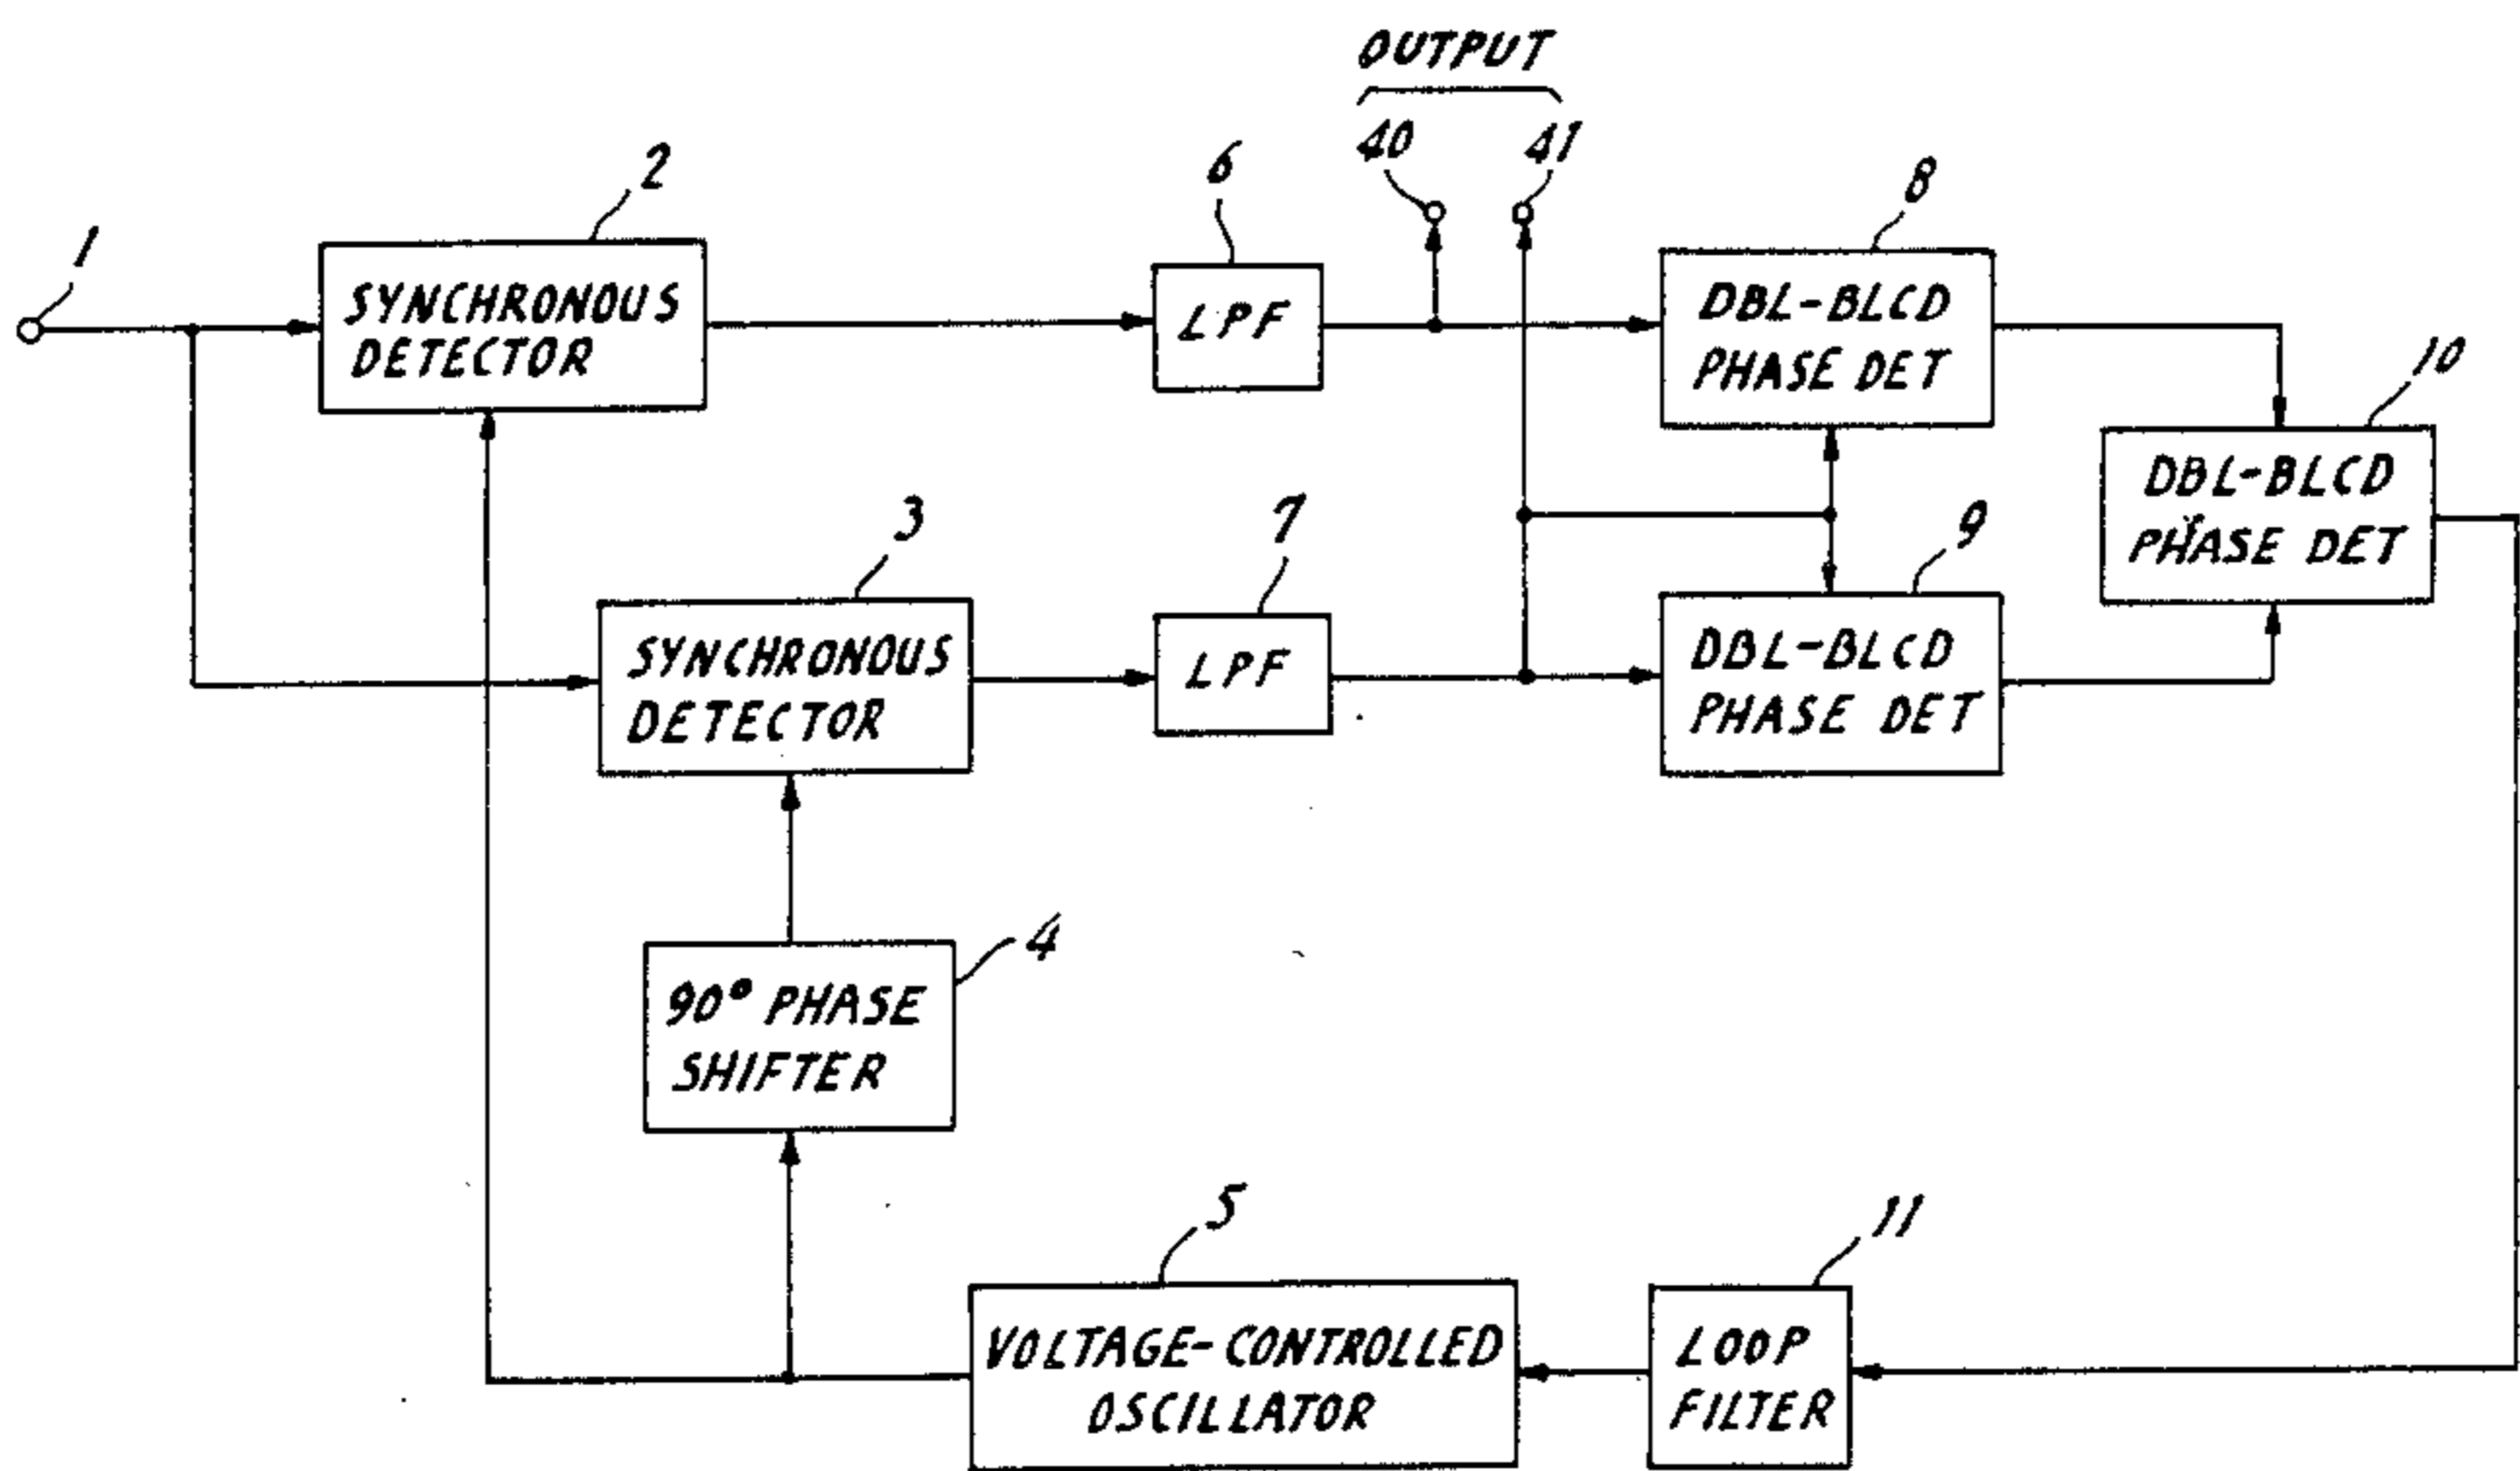 OUTPUT
40
41
1
2
6
8
SYNCHRONOUS
DETECTOR
LPF
DBL-BLCD
PHASE DET
10
DBL-BLCD
PHASE DET
3
7
9
SYNCHRONOUS
DETECTOR
LPF
DBL-BLCD
PHASE DET
4
90° PHASE
SHIFTER
5
11
VOLTAGE-CONTROLLED
OSCILLATOR
LOOP
FILTER